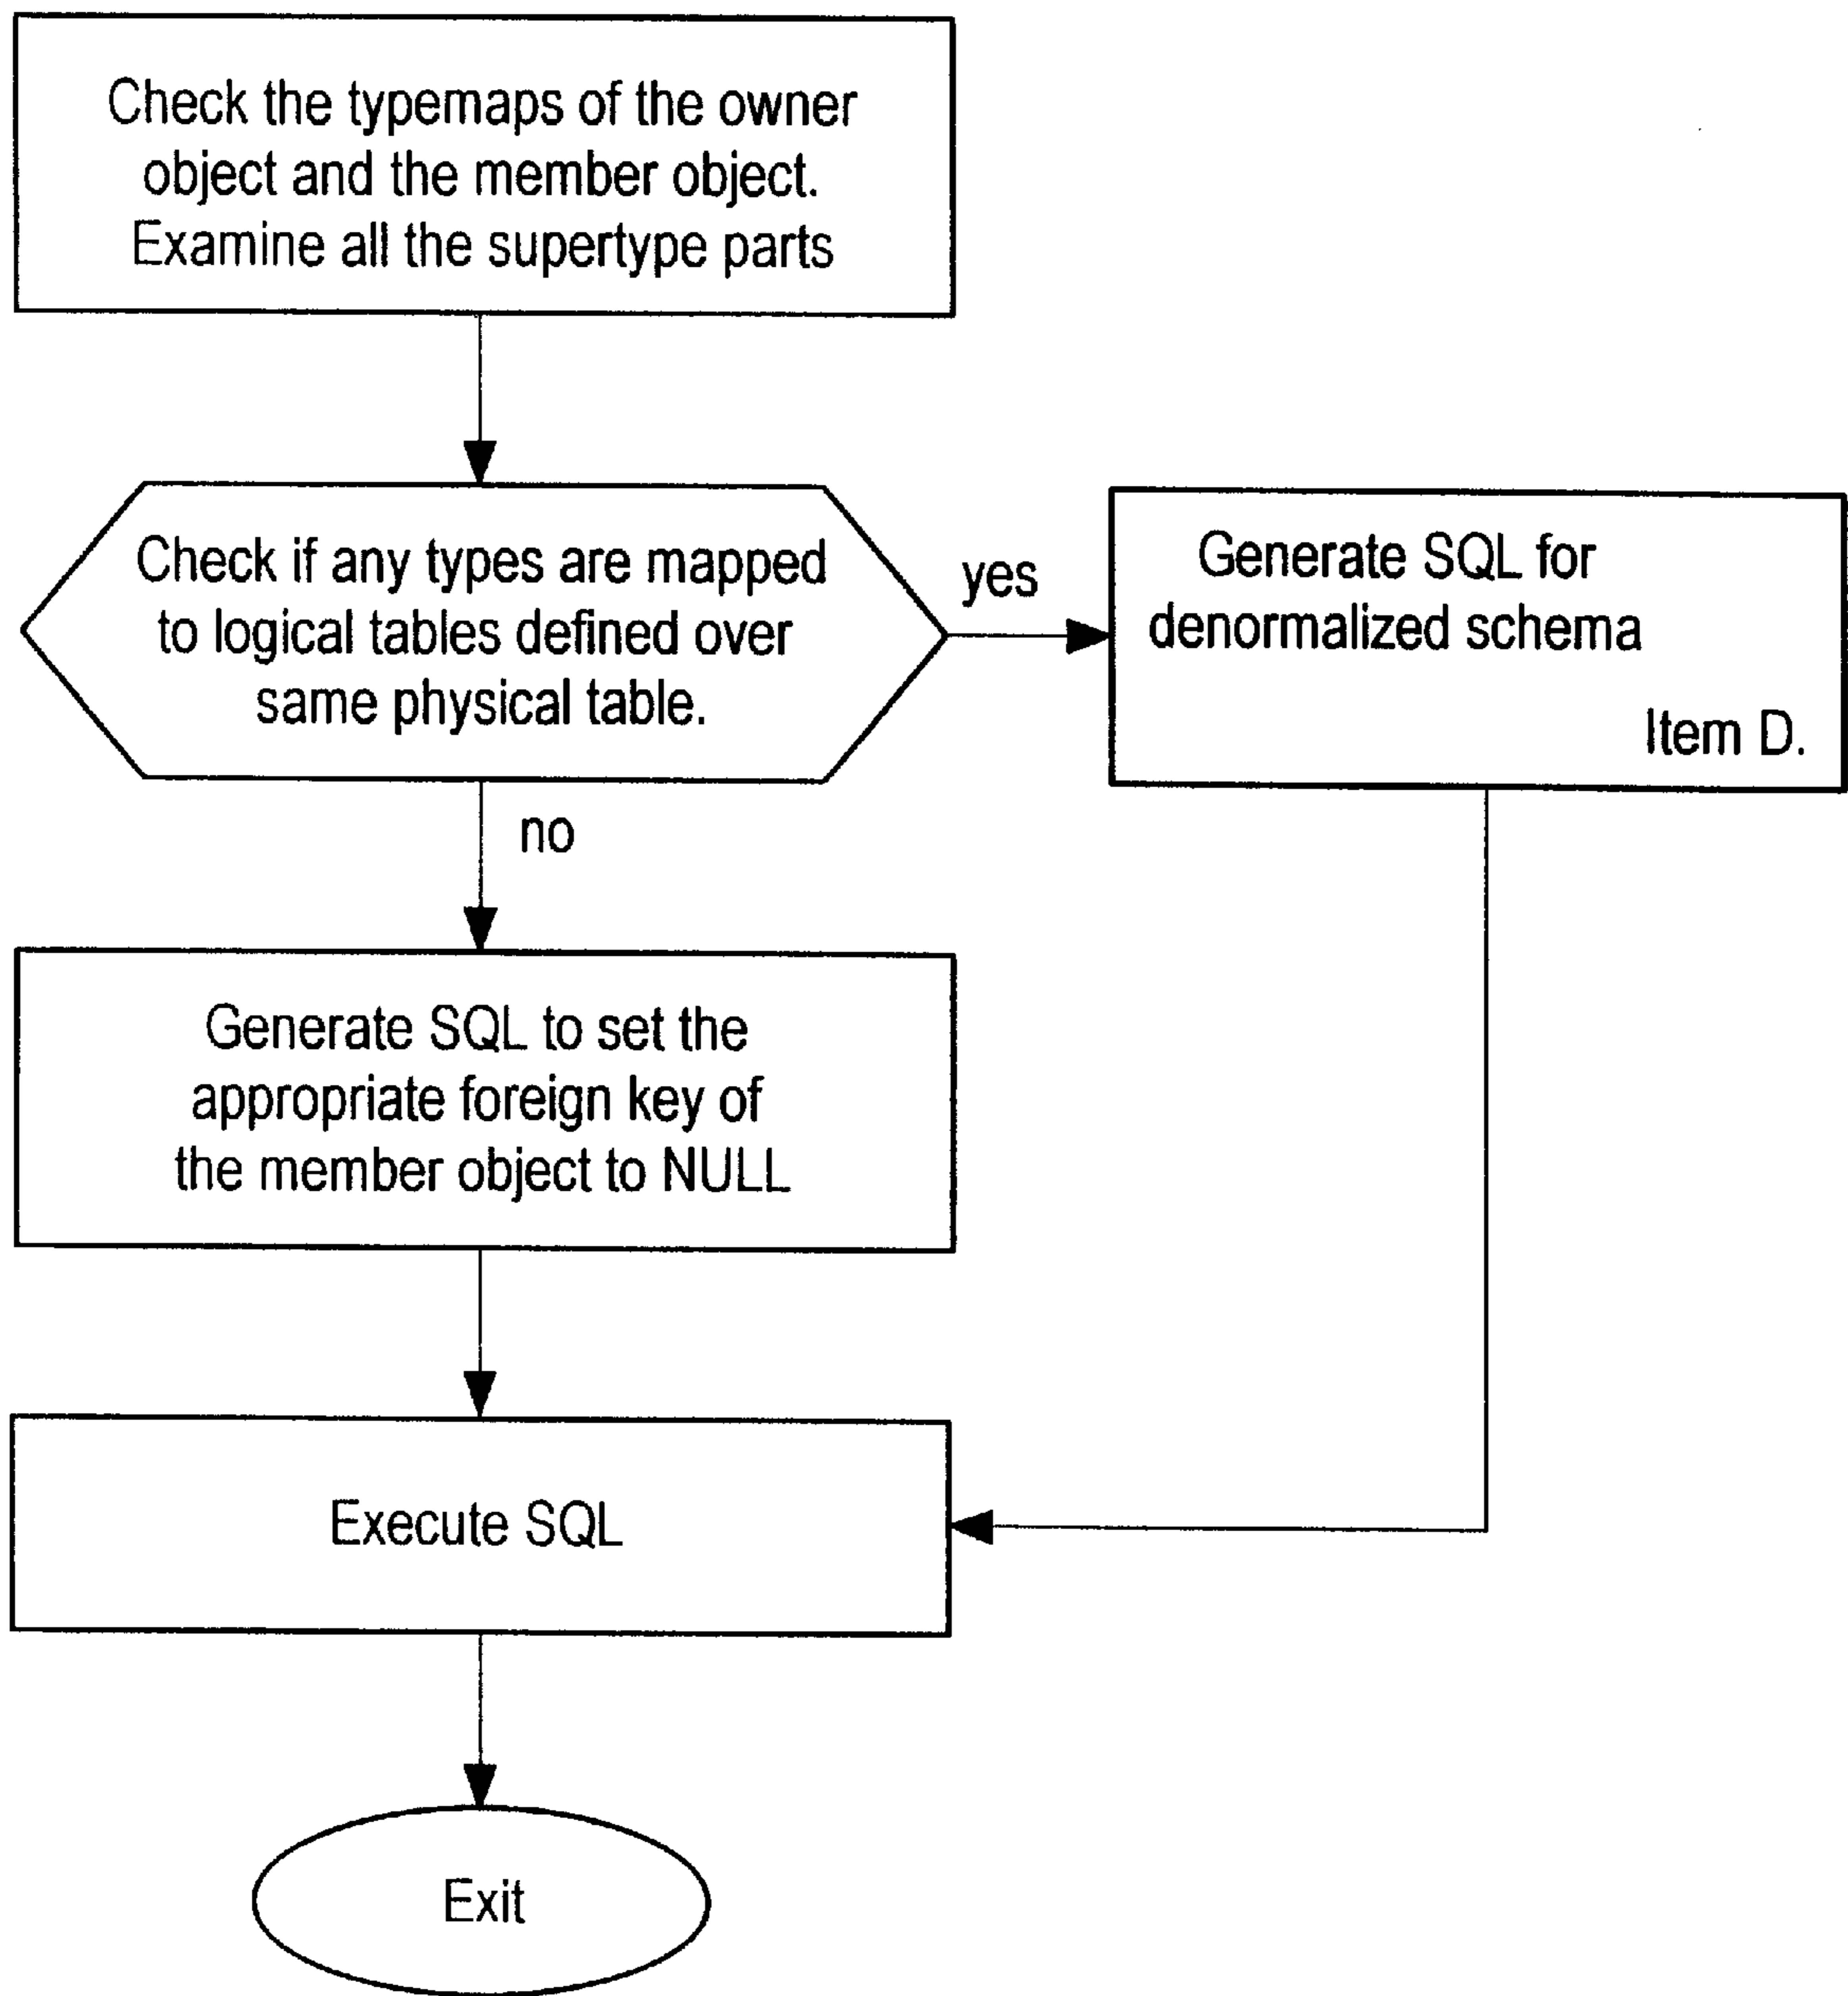 Check the typemaps of the owner
object and the member object.
Examine all the supertype parts
Check if any types are mapped
to logical tables defined over
same physical table.
yes
Generate SQL for
denormalized schema
Item D.
no
Generate SQL to set the
appropriate foreign key of
the member object to NULL
Execute SQL
Exit